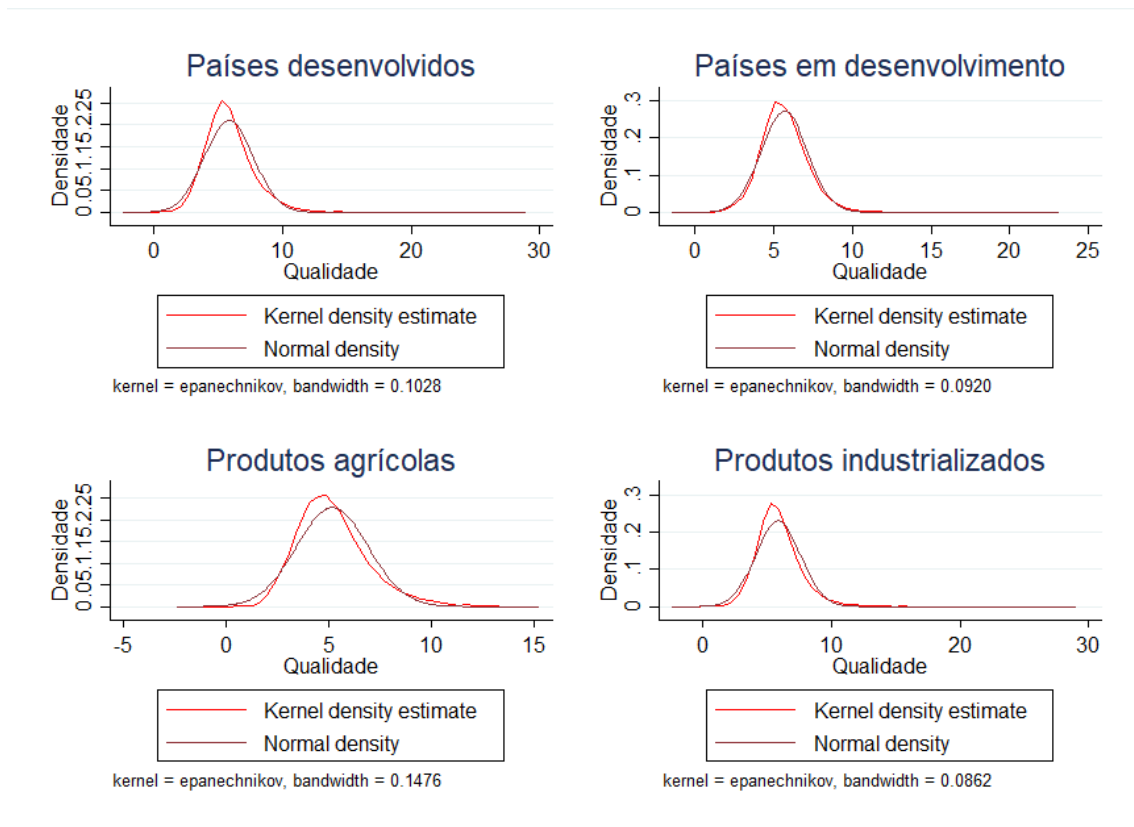 Países desenvolvidos
Densidade
0 .05 .1 .15 .2 .25
0 10 20 30
Qualidade
Kernel density estimate
Normal density
kernel = epanechnikov, bandwidth = 0.1028
Países em desenvolvimento
Densidade
0 .1 .2 .3
0 5 10 15 20 25
Qualidade
Kernel density estimate
Normal density
kernel = epanechnikov, bandwidth = 0.0920
Produtos agrícolas
Densidade
0 .05 .1 .15 .2 .25
-5 0 5 10 15
Qualidade
Kernel density estimate
Normal density
kernel = epanechnikov, bandwidth = 0.1476
Produtos industrializados
Densidade
0 .1 .2 .3
0 10 20 30
Qualidade
Kernel density estimate
Normal density
kernel = epanechnikov, bandwidth = 0.0862